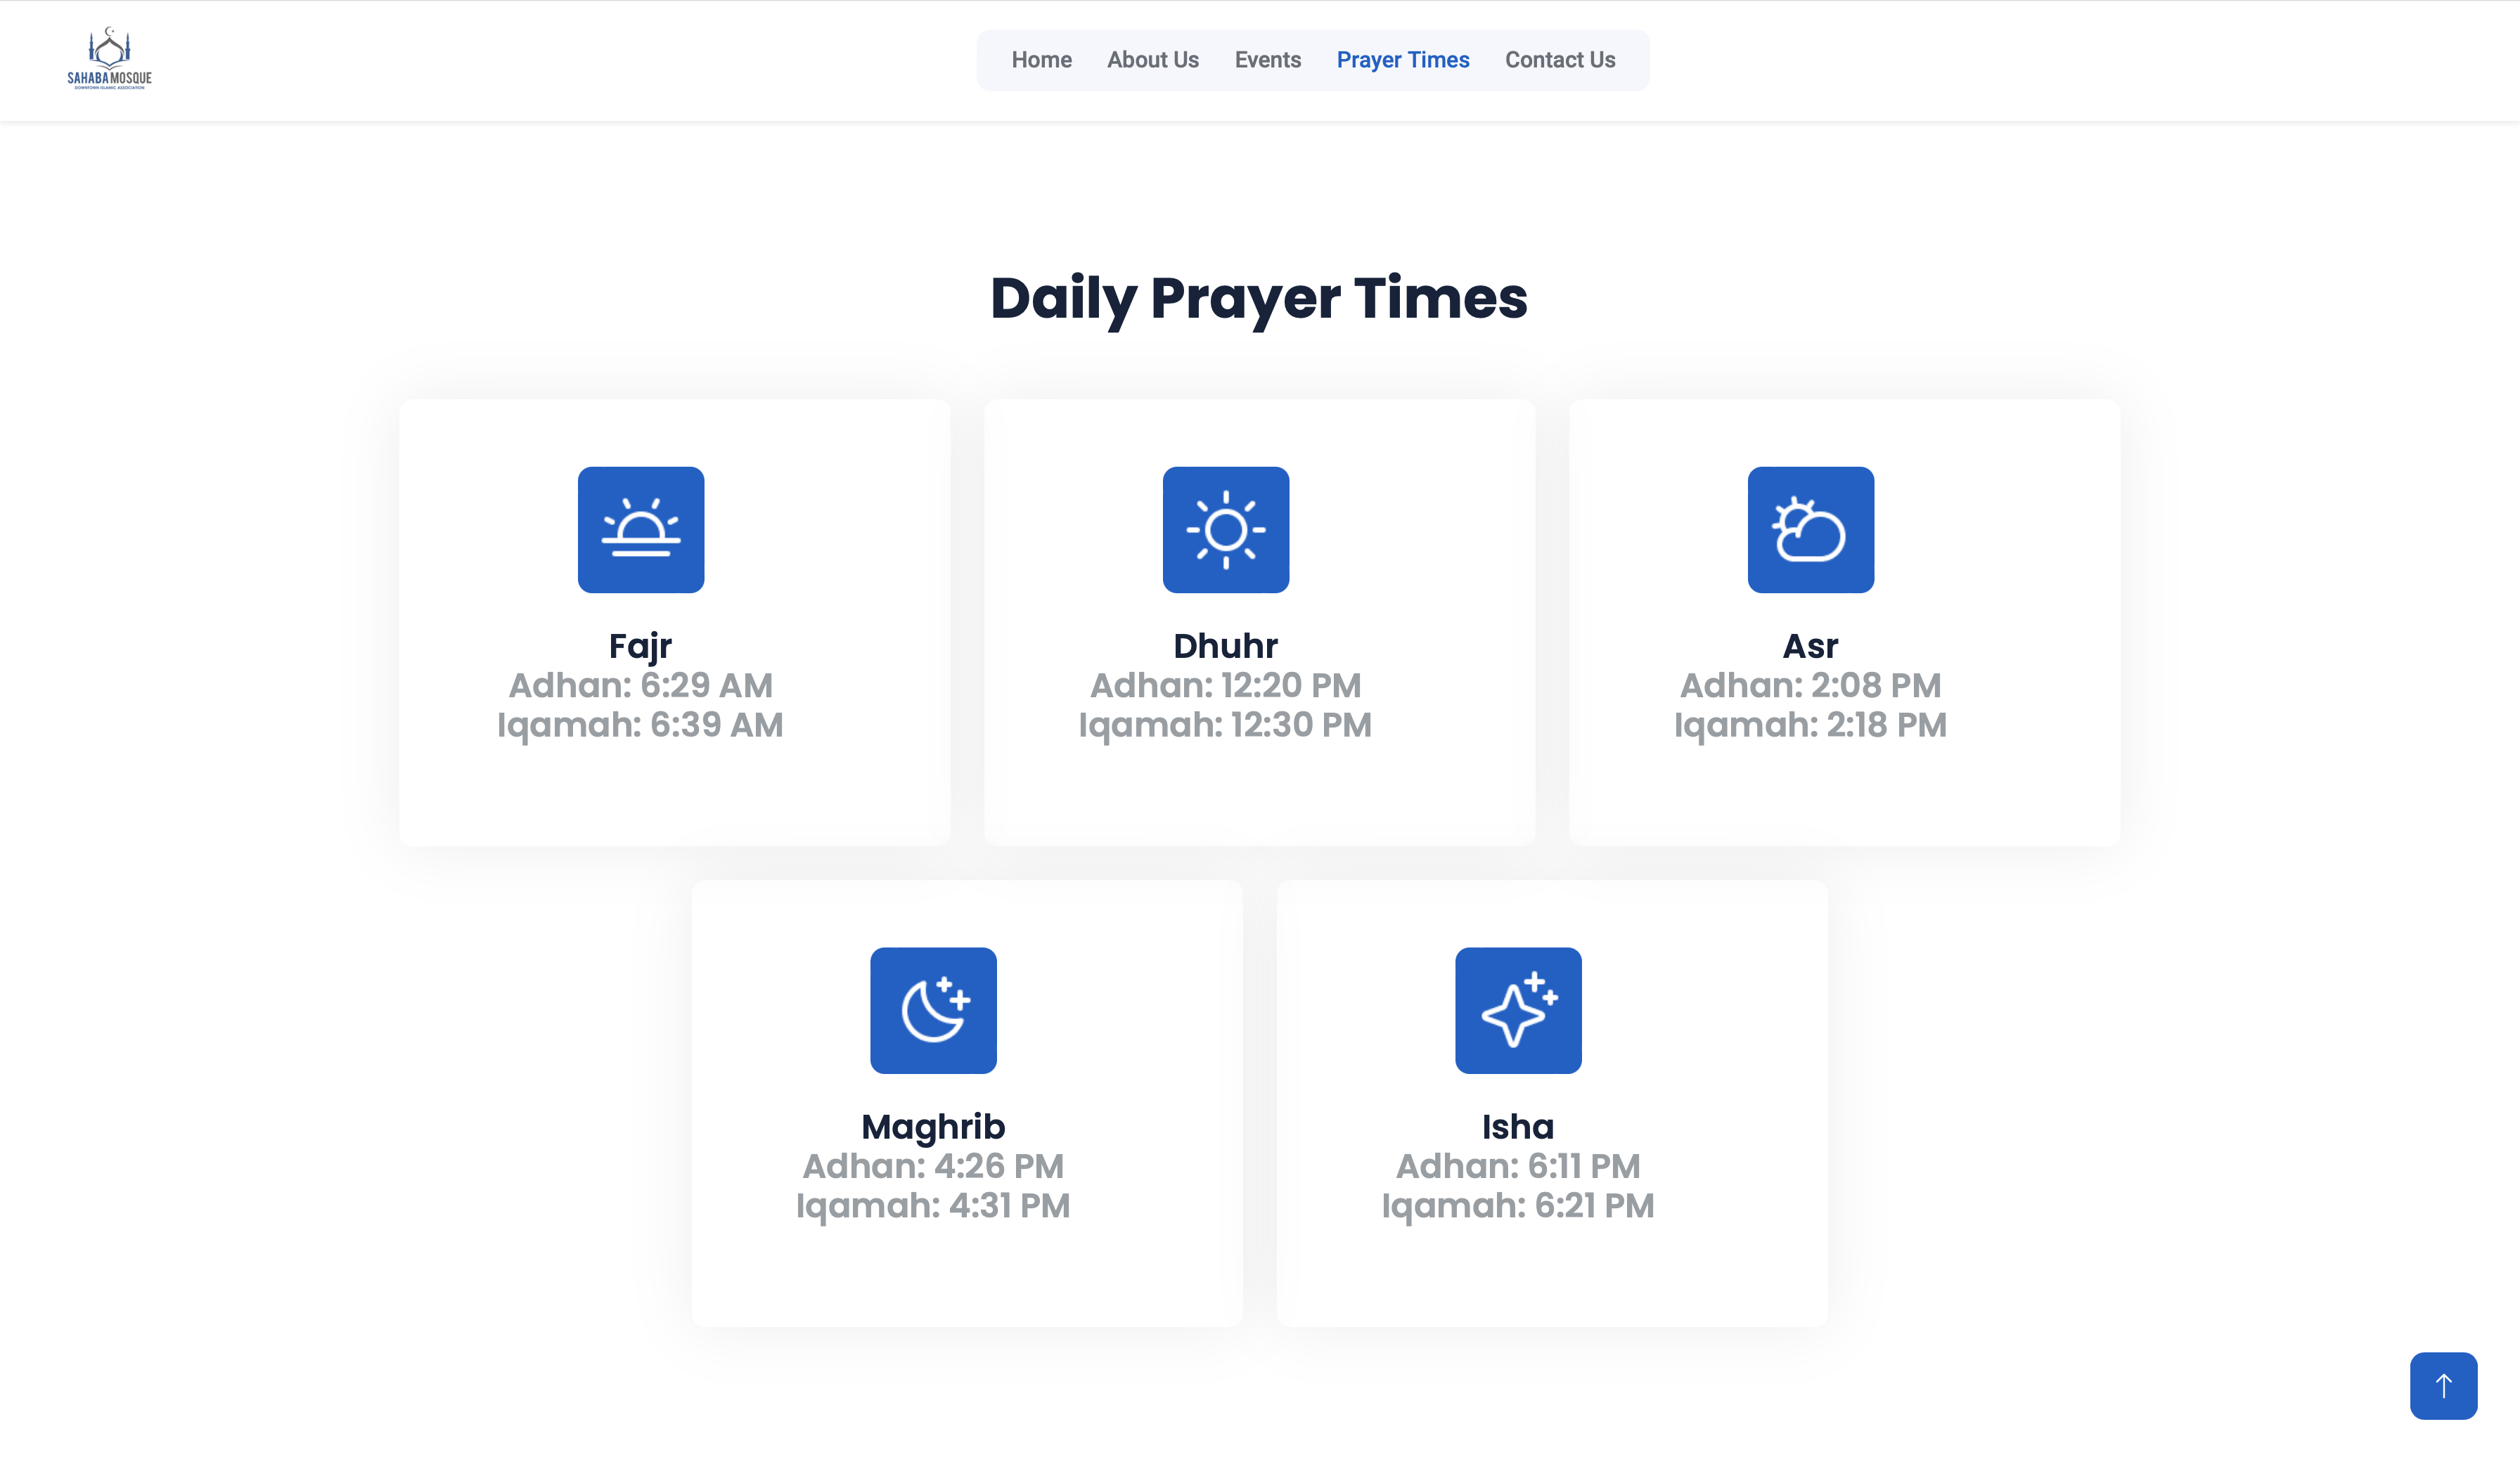 SAHABA MOSQUE
DOWNTOWN ISLAMIC ASSOCIATION
Home About Us Events Prayer Times Contact Us
Daily Prayer Times
Fajr
Adhan: 6:29 AM
Iqamah: 6:39 AM
Dhuhr
Adhan: 12:20 PM
Iqamah: 12:30 PM
Asr
Adhan: 2:08 PM
Iqamah: 2:18 PM
Maghrib
Adhan: 4:26 PM
Iqamah: 4:31 PM
Isha
Adhan: 6:11 PM
Iqamah: 6:21 PM